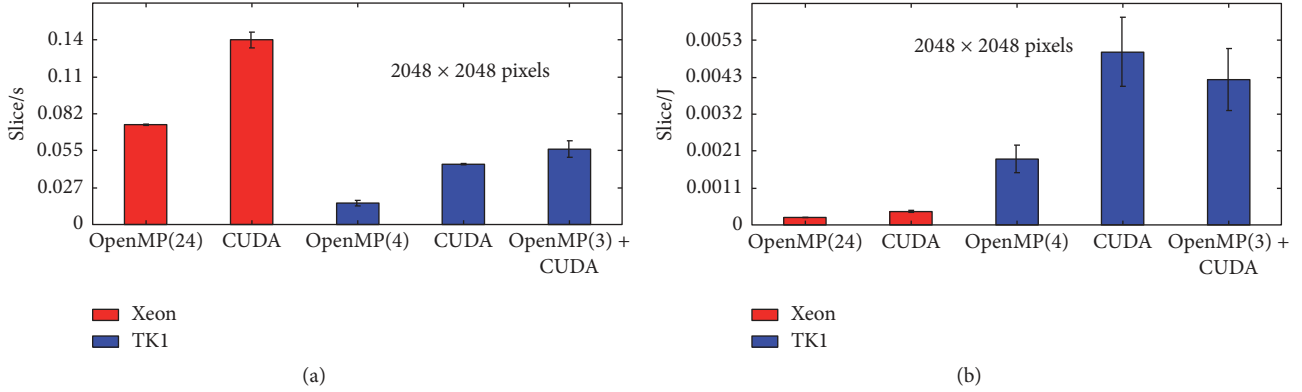 0.14
0.11
0.082
0.055
0.027
0
Slice/s
2048 × 2048 pixels
OpenMP(24)
CUDA
OpenMP(4)
CUDA
OpenMP(3) +
CUDA
Xeon
TK1
(a)
0.0053
0.0043
0.0032
0.0021
0.0011
0
Slice/J
2048 × 2048 pixels
OpenMP(24)
CUDA
OpenMP(4)
CUDA
OpenMP(3) +
CUDA
Xeon
TK1
(b)